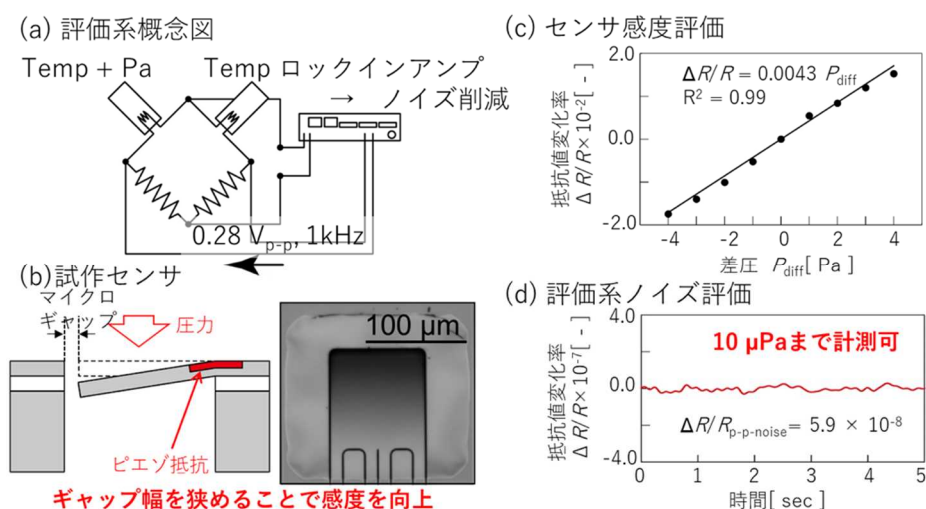 (a) 評価系概念図
Temp + Pa
Temp ロックインアンプ
→ ノイズ削減
0.28 Vp-p, 1kHz
(b)試作センサ
マイクロ
ギャップ
圧力
ピエゾ抵抗
100 µm
ギャップ幅を狭めることで感度を向上
(c) センサ感度評価
抵抗値変化率
ΔR/R×10-2[ - ]
2.0
0.0
-2.0
ΔR/R = 0.0043 Pdiff
R2 = 0.99
-4 -2 0 2 4
差圧 Pdiff[ Pa ]
(d) 評価系ノイズ評価
抵抗値変化率
ΔR/R×10-7[ - ]
4.0
0.0
-4.0
10 µPaまで計測可
ΔR/Rp-p-noise= 5.9 × 10-8
0 1 2 3 4 5
時間[ sec ]